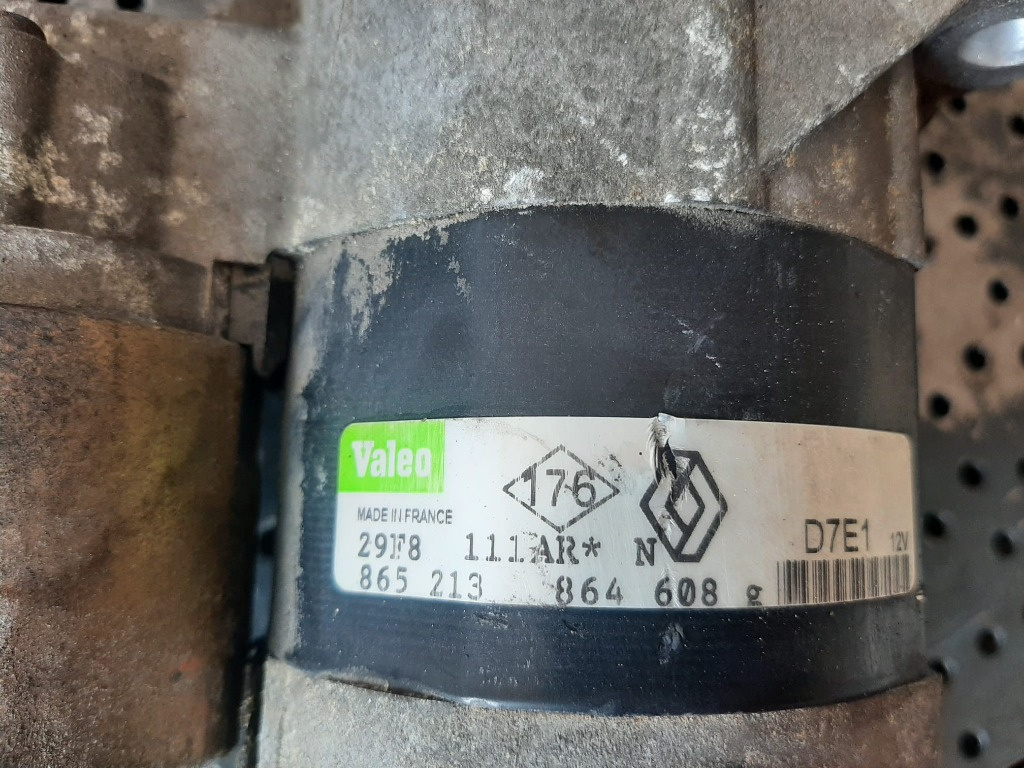 Valeo
176
MADE IN FRANCE
D7E1 12V
29F8 111AR* N
865 213 864 608 g